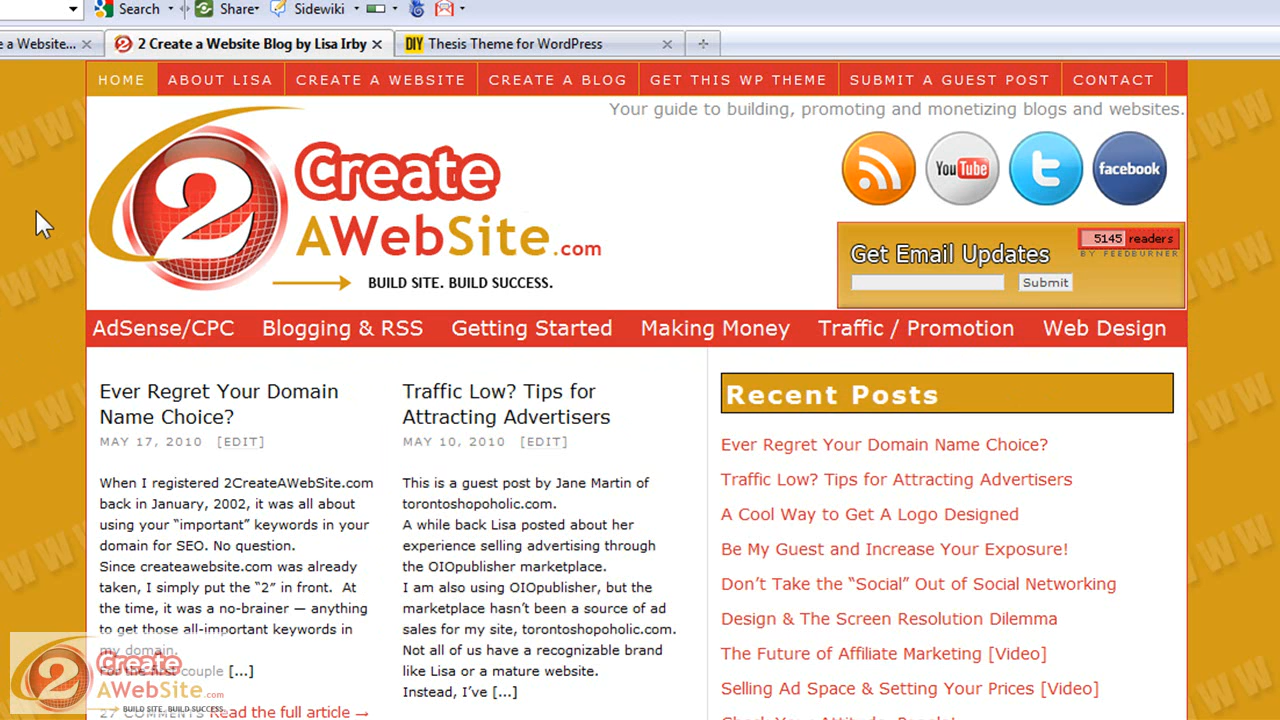 Search
Share
Sidewiki
e a Website...
2 Create a Website Blog by Lisa Irby
DIY Thesis Theme for WordPress
HOME
ABOUT LISA
CREATE A WEBSITE
CREATE A BLOG
GET THIS WP THEME
SUBMIT A GUEST POST
CONTACT
Your guide to building, promoting and monetizing blogs and websites.
2 Create
AWebSite.com
BUILD SITE. BUILD SUCCESS.
YouTube
t
facebook
Get Email Updates
5145 readers
BY FEEDBURNER
Submit
AdSense/CPC
Blogging & RSS
Getting Started
Making Money
Traffic / Promotion
Web Design
Ever Regret Your Domain
Name Choice?
MAY 17, 2010 [EDIT]
When I registered 2CreateAWebSite.com
back in January, 2002, it was all about
using your “important” keywords in your
domain for SEO. No question.
Since createawebsite.com was already
taken, I simply put the “2” in front. At
the time, it was a no-brainer — anything
to get those all-important keywords in
my domain.
For the first couple [...]
27 COMMENTS Read the full article →
Traffic Low? Tips for
Attracting Advertisers
MAY 10, 2010 [EDIT]
This is a guest post by Jane Martin of
torontoshopoholic.com.
A while back Lisa posted about her
experience selling advertising through
the OIOpublisher marketplace.
I am also using OIOpublisher, but the
marketplace hasn’t been a source of ad
sales for my site, torontoshopoholic.com.
Not all of us have a recognizable brand
like Lisa or a mature website.
Instead, I’ve [...]
Recent Posts
Ever Regret Your Domain Name Choice?
Traffic Low? Tips for Attracting Advertisers
A Cool Way to Get A Logo Designed
Be My Guest and Increase Your Exposure!
Don’t Take the “Social” Out of Social Networking
Design & The Screen Resolution Dilemma
The Future of Affiliate Marketing [Video]
Selling Ad Space & Setting Your Prices [Video]
2 Create
AWebSite.com
BUILD SITE. BUILD SUCCESS.